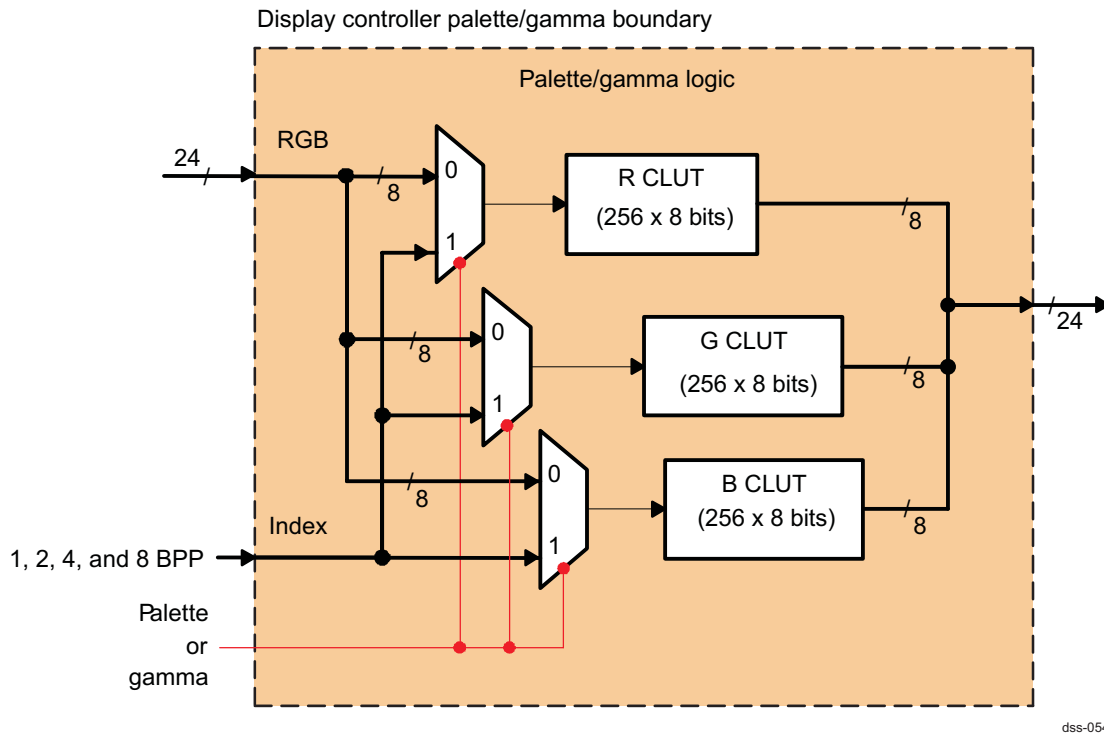 Display controller palette/gamma boundary
Palette/gamma logic
RGB
24
8
0
1
R CLUT
(256 x 8 bits)
8
0
8
1
G CLUT
(256 x 8 bits)
8
24
0
8
1
B CLUT
(256 x 8 bits)
8
Index
1, 2, 4, and 8 BPP
Palette
or
gamma
dss-054